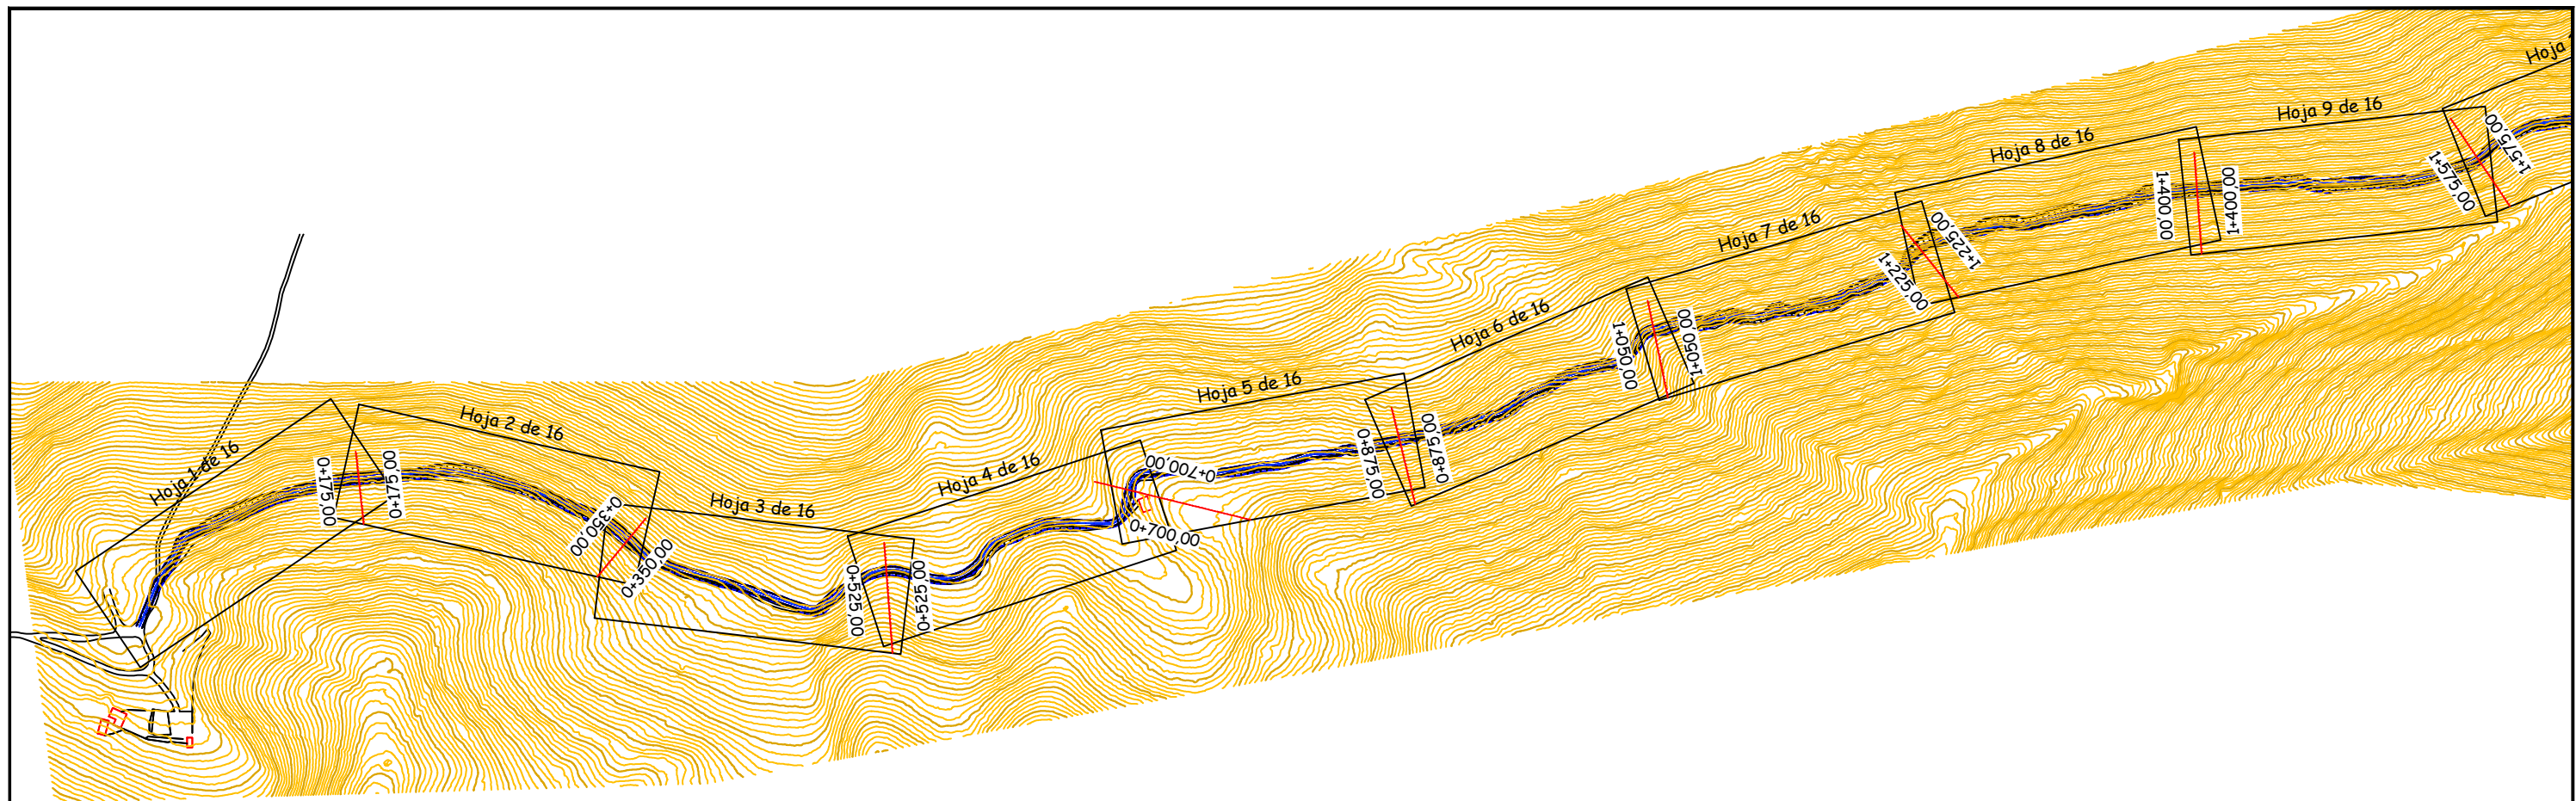 Hoja 1 de 16
0+175,00
0+175,00
Hoja 2 de 16
0+350,00
0+350,00
Hoja 3 de 16
0+525,00
0+525,00
Hoja 4 de 16
0+700,00
0+700,00
Hoja 5 de 16
0+875,00
0+875,00
Hoja 6 de 16
1+050,00
1+050,00
Hoja 7 de 16
1+225,00
1+225,00
Hoja 8 de 16
1+400,00
1+400,00
Hoja 9 de 16
1+575,00
1+575,00
Hoja